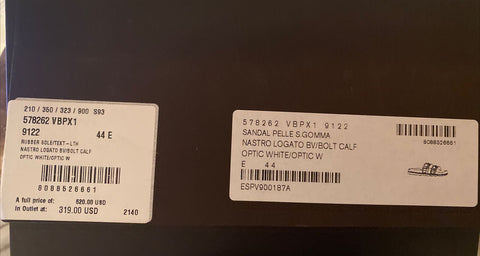 210 / 350 / 323 / 900 S93
578262 VBPX1
9122 44 E
RUBBER SOLE/TEXT-LTH
NASTRO LOGATO BV/BOLT CALF
OPTIC WHITE/OPTIC W
8088526661
A full price of: 620.00 USD
In Outlet at: 319.00 USD 2140
578262 VBPX1 9122
SANDAL PELLE S.GOMMA
NASTRO LOGATO BV/BOLT CALF
OPTIC WHITE/OPTIC W
E 44
ESPV900187A
8088526661